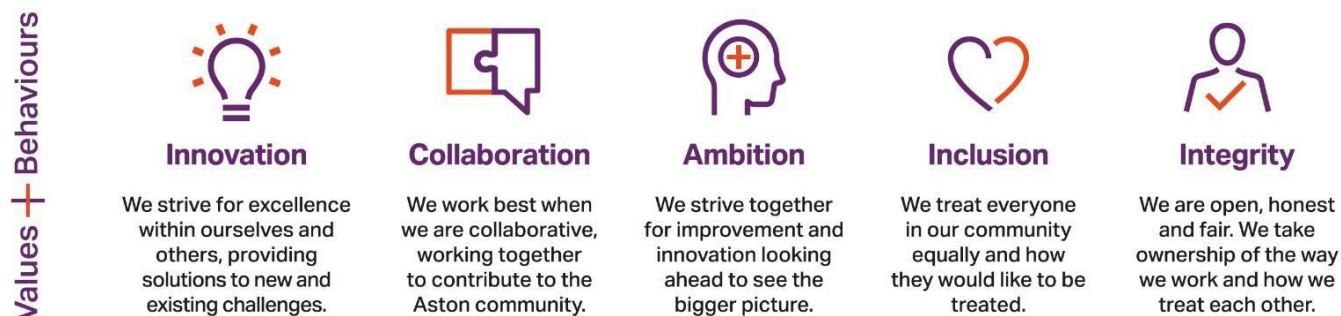 Values + Behaviours
Innovation
We strive for excellence
within ourselves and
others, providing
solutions to new and
existing challenges.
Collaboration
We work best when
we are collaborative,
working together
to contribute to the
Aston community.
Ambition
We strive together
for improvement and
innovation looking
ahead to see the
bigger picture.
Inclusion
We treat everyone
in our community
equally and how
they would like to be
treated.
Integrity
We are open, honest
and fair. We take
ownership of the way
we work and how we
treat each other.